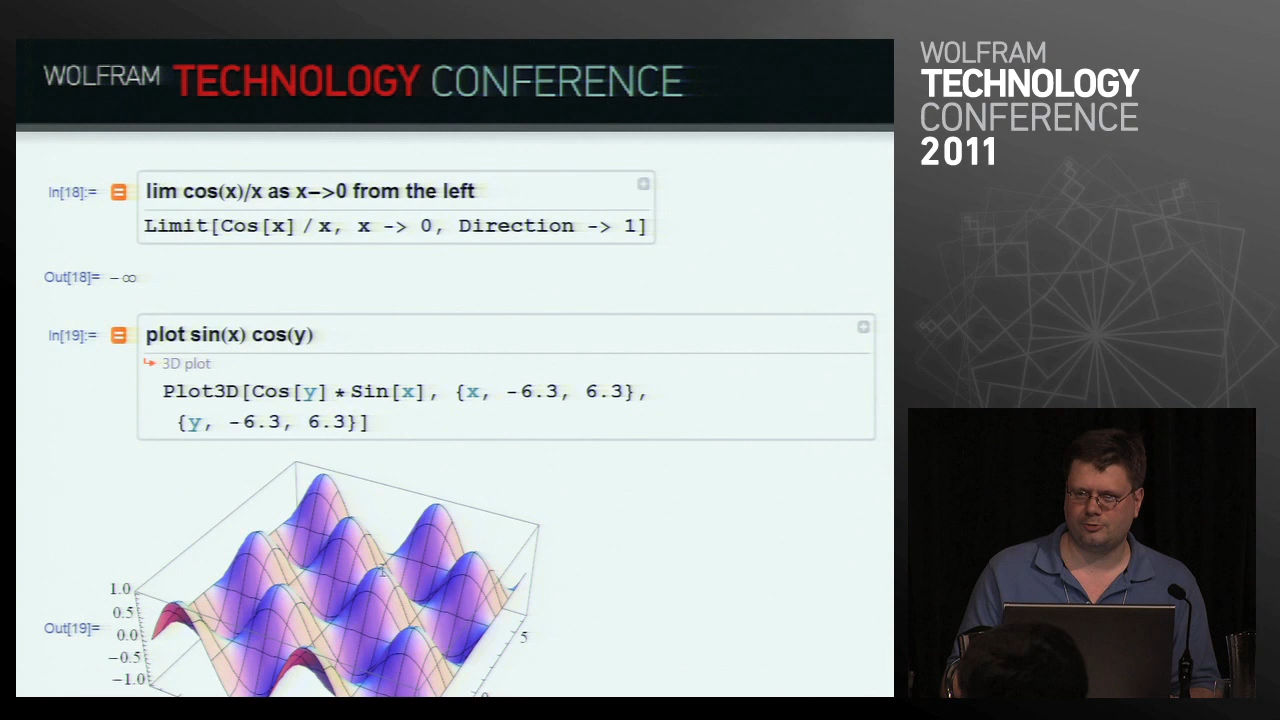 WOLFRAM TECHNOLOGY CONFERENCE
In[18]:= lim cos(x)/x as x->0 from the left
Limit[Cos[x] / x, x -> 0, Direction -> 1]
Out[18]= -∞
In[19]:= plot sin(x) cos(y)
3D plot
Plot3D[Cos[y] * Sin[x], {x, -6.3, 6.3},
{y, -6.3, 6.3}]
1.0
0.5
0.0
Out[19]=
-0.5
-1.0
5
0
WOLFRAM
TECHNOLOGY
CONFERENCE
2011